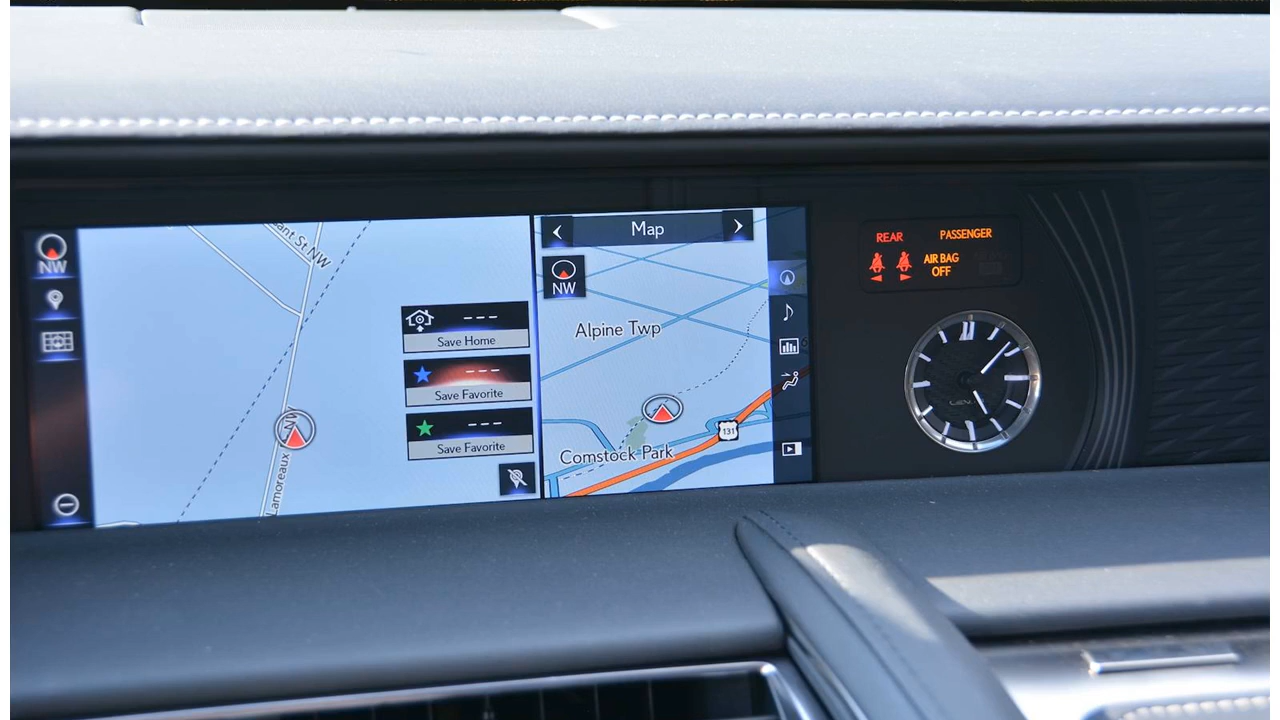 NW
ant St NW
Lamoreaux
N
Save Home
Save Favorite
Save Favorite
Map
NW
Alpine Twp
131
Comstock Park
REAR
PASSENGER
AIR BAG
OFF